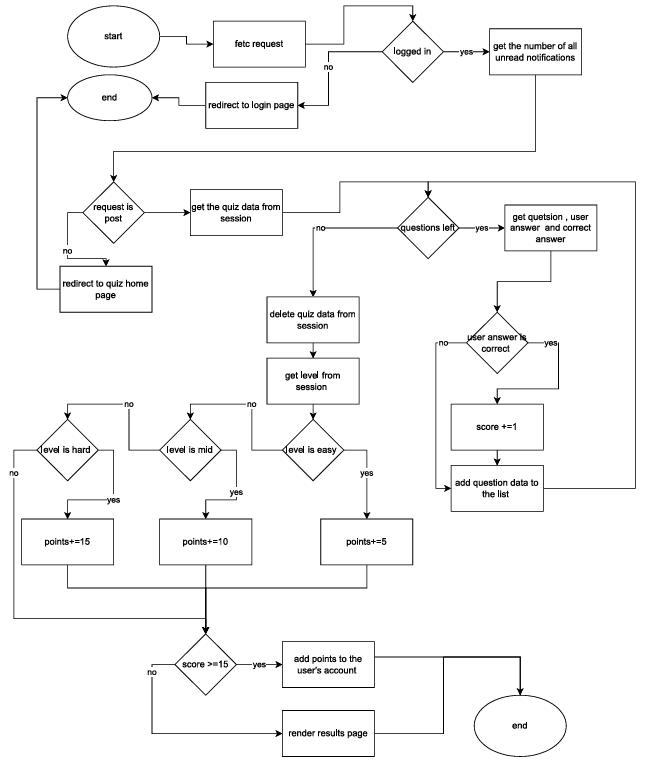 start
fetc request
logged in
yes
get the number of all
unread notifications
no
end
redirect to login page
request is
post
get the quiz data from
session
questions left
yes
get quetsion , user
answer and correct
answer
no
no
redirect to quiz home
page
delete quiz data from
session
user answer is
correct
no
yes
get level from
session
no
no
score +=1
level is hard
level is mid
level is easy
no
yes
yes
yes
add question data to
the list
points+=15
points+=10
points+=5
score >=15
yes
add points to the
user's account
no
render results page
end